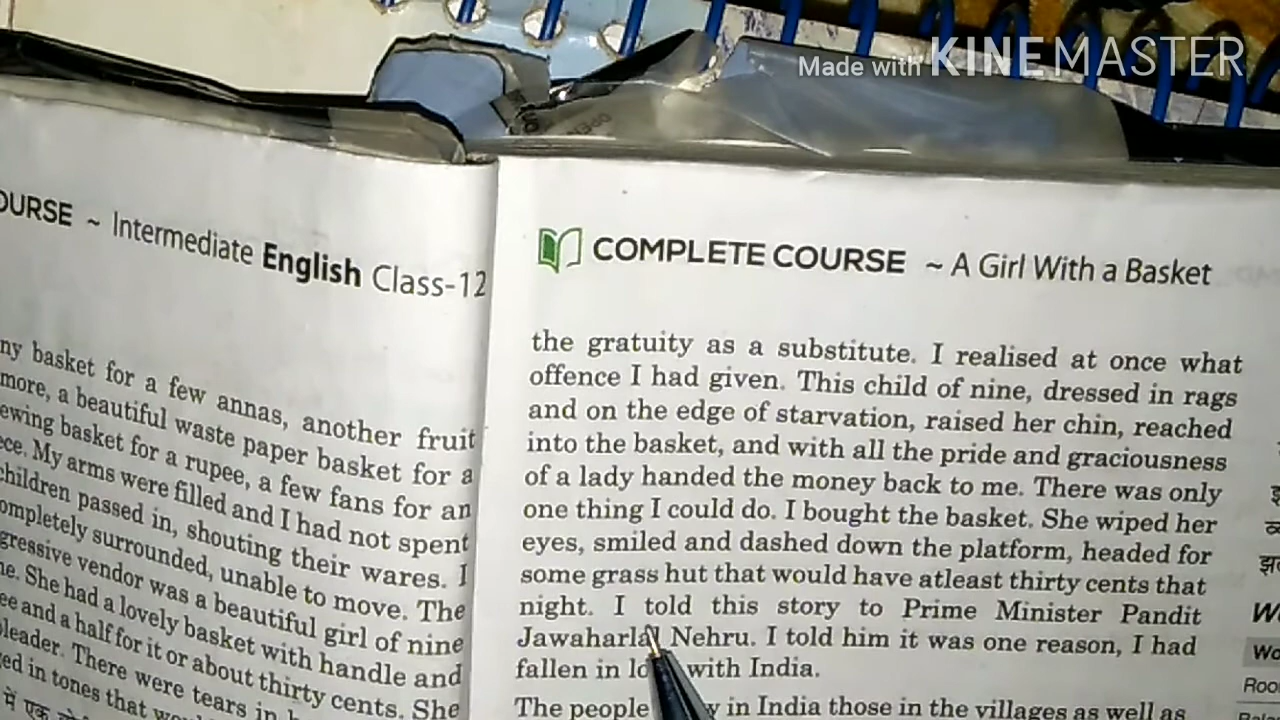 Made with KINEMASTER
OURSE ~ Intermediate English Class-12
ny basket for a few annas, another fruit
more, a beautiful waste paper basket for a
ewing basket for a rupee, a few fans for an
ece. My arms were filled and I had not spent
children passed in, shouting their wares. I
ompletely surrounded, unable to move. The
gressive vendor was a beautiful girl of nine
me. She had a lovely basket with handle and
ee and a half for it or about thirty cents. She
pleader. There were tears in h
ged in tones that wou
में एक
COMPLETE COURSE ~ A Girl With a Basket
the gratuity as a substitute. I realised at once what
offence I had given. This child of nine, dressed in rags
and on the edge of starvation, raised her chin, reached
into the basket, and with all the pride and graciousness
of a lady handed the money back to me. There was only
one thing I could do. I bought the basket. She wiped her
eyes, smiled and dashed down the platform, headed for
some grass hut that would have atleast thirty cents that
night. I told this story to Prime Minister Pandit
Jawaharlal Nehru. I told him it was one reason, I had
fallen in lo with India.
The people y in India those in the villages as well as
W
Wo
Roo